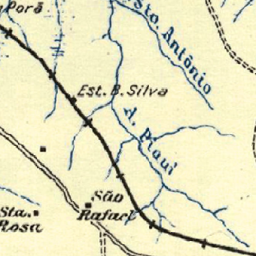 Porã
Sto. Antônio
Est. B. Silva
A. Piauí
São
Rafael
Sta.
Rosa